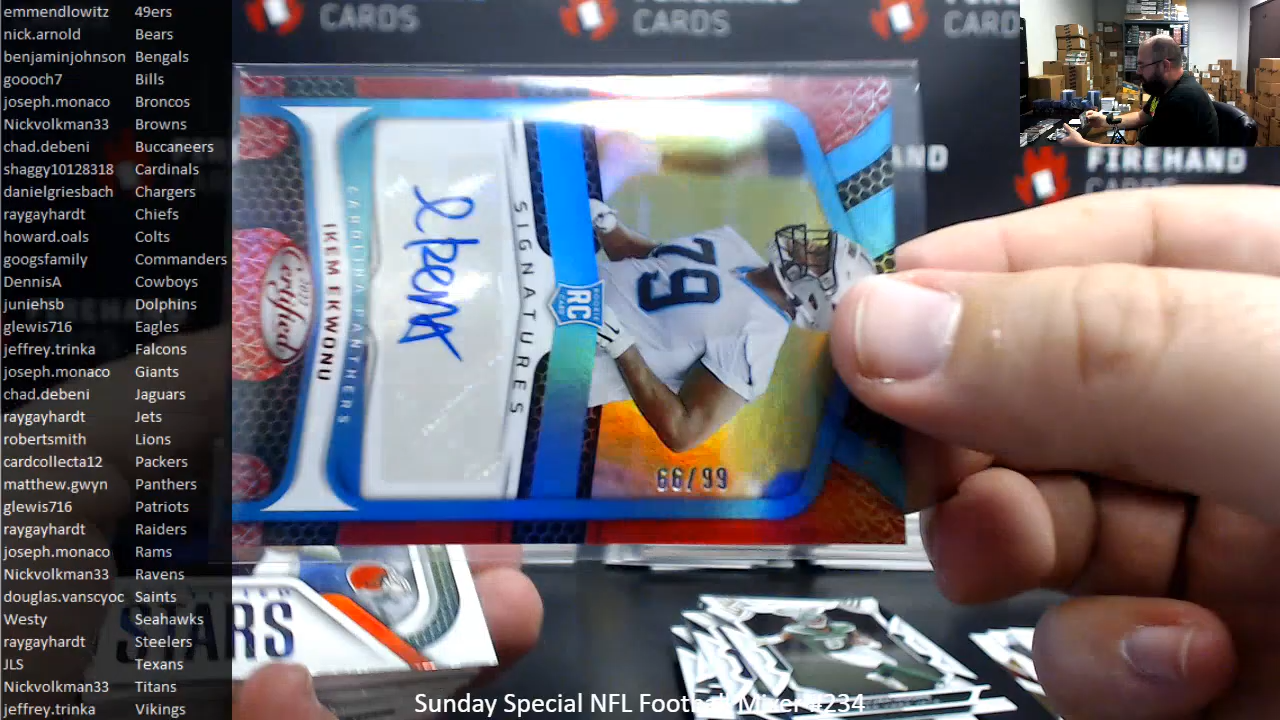 emmendlowitz 49ers
nick.arnold Bears
benjaminjohnson Bengals
goooch7 Bills
joseph.monaco Broncos
Nickvolkman33 Browns
chad.debeni Buccaneers
shaggy10128318 Cardinals
danielgriesbach Chargers
raygayhardt Chiefs
howard.oals Colts
googsfamily Commanders
DennisA Cowboys
juniehsb Dolphins
glewis716 Eagles
jeffrey.trinka Falcons
joseph.monaco Giants
chad.debeni Jaguars
raygayhardt Jets
robertsmith Lions
cardcollecta12 Packers
matthew.gwyn Panthers
glewis716 Patriots
raygayhardt Raiders
joseph.monaco Rams
Nickvolkman33 Ravens
douglas.vanscyoc Saints
Westy Seahawks
raygayhardt Steelers
JLS Texans
Nickvolkman33 Titans
jeffrey.trinka Vikings
CARDS
CARDS
CARD
AND
FIREHAND
CARDS
79
RC
SIGNATURES
CAROLINA PANTHERS
IKEM EKWONU
2022
Certified
66/99
STARS
Sunday Special NFL Football Mixer #234